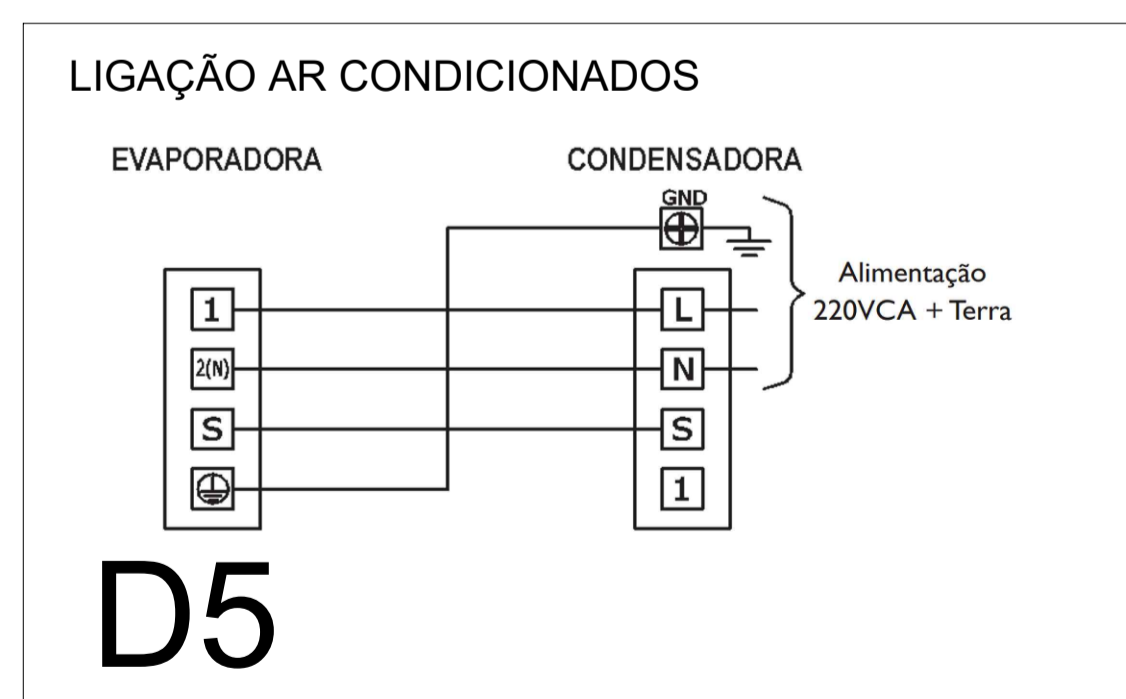 LIGAÇÃO AR CONDICIONADOS
EVAPORADORA
CONDENSADORA
GND
1
2(N)
S
L
N
S
1
Alimentação
220VCA + Terra
D5